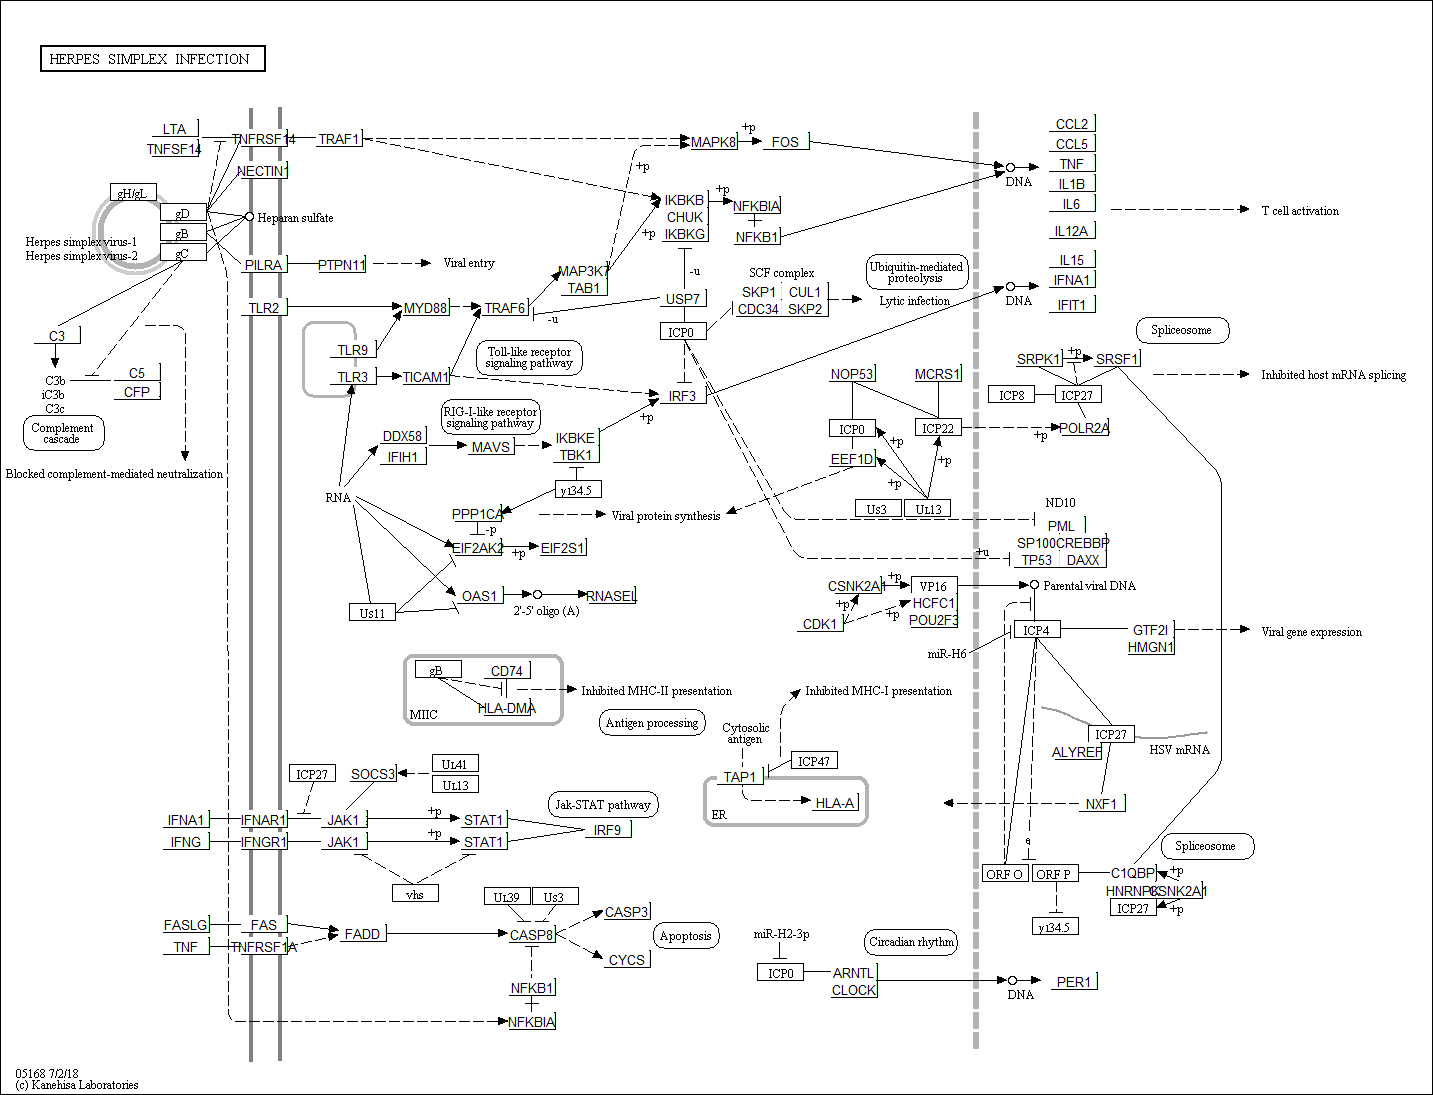 HERPES SIMPLEX INFECTION
LTA
TNFSF14
TNFRSF14
TRAF1
NECTIN1
gH/gL
gD
gB
gC
Heparan sulfate
Herpes simplex virus-1
Herpes simplex virus-2
PILRA
PTPN11
Viral entry
TLR2
MYD88
TRAF6
MAP3K7
TAB1
MAPK8
+p
FOS
+p
IKBKB
CHUK
IKBKG
+p
+p
NFKBIA
NFKB1
-u
USP7
-u
ICP0
SCF complex
SKP1
CUL1
CDC34
SKP2
Ubiquitin-mediated
proteolysis
Lytic infection
DNA
DNA
CCL2
CCL5
TNF
IL1B
IL6
IL12A
IL15
IFNA1
IFIT1
T cell activation
C3
C3b
iC3b
C3c
C5
CFP
Complement
cascade
Blocked complement-mediated neutralization
TLR9
TLR3
TICAM1
Toll-like receptor
signaling pathway
IRF3
+p
RIG-I-like receptor
signaling pathway
DDX58
IFIH1
MAVS
IKBKE
TBK1
γ134.5
RNA
PPP1CA
-p
Viral protein synthesis
EIF2AK2
+p
EIF2S1
OAS1
2'-5' oligo (A)
RNASEL
Us11
NOP53
MCRS1
ICP0
ICP22
EEF1D
+p
+p
+p
Us3
UL13
+p
POLR2A
Spliceosome
SRPK1
+p
SRSF1
ICP8
ICP27
Inhibited host mRNA splicing
ND10
PML
SP100
CREBBP
TP53
DAXX
+u
CSNK2A1
+p
VP16
HCFC1
POU2F3
+p
+p
CDK1
Parental viral DNA
miR-H6
ICP4
GTF2I
HMGN1
Viral gene expression
gB
CD74
HLA-DMA
MIIC
Inhibited MHC-II presentation
Antigen processing
Cytosolic
antigen
Inhibited MHC-I presentation
TAP1
ICP47
HLA-A
ER
ICP27
ALYREF
HSV mRNA
NXF1
ICP27
SOCS3
UL41
UL13
IFNA1
IFNAR1
JAK1
+p
STAT1
IFNG
IFNGR1
JAK1
+p
STAT1
IRF9
Jak-STAT pathway
vhs
ORF O
ORF P
e
γ134.5
Spliceosome
C1QBP
+p
CSNK2A1
ICP27
+p
FASLG
FAS
TNF
TNFRSF1A
FADD
UL39
Us3
CASP8
CASP3
CYCS
Apoptosis
NFKB1
NFKBIA
miR-H2-3p
ICP0
ARNTL
CLOCK
Circadian rhythm
DNA
PER1
05168 7/2/18
(c) Kanehisa Laboratories